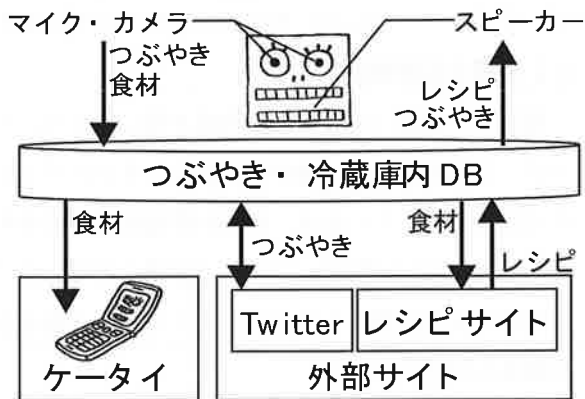 マイク・カメラ
スピーカー
つぶやき
食材
レシピ
つぶやき
つぶやき・ 冷蔵庫内 DB
食材
つぶやき
食材
レシピ
Twitter
レシピ サイト
ケータイ
外部サイト